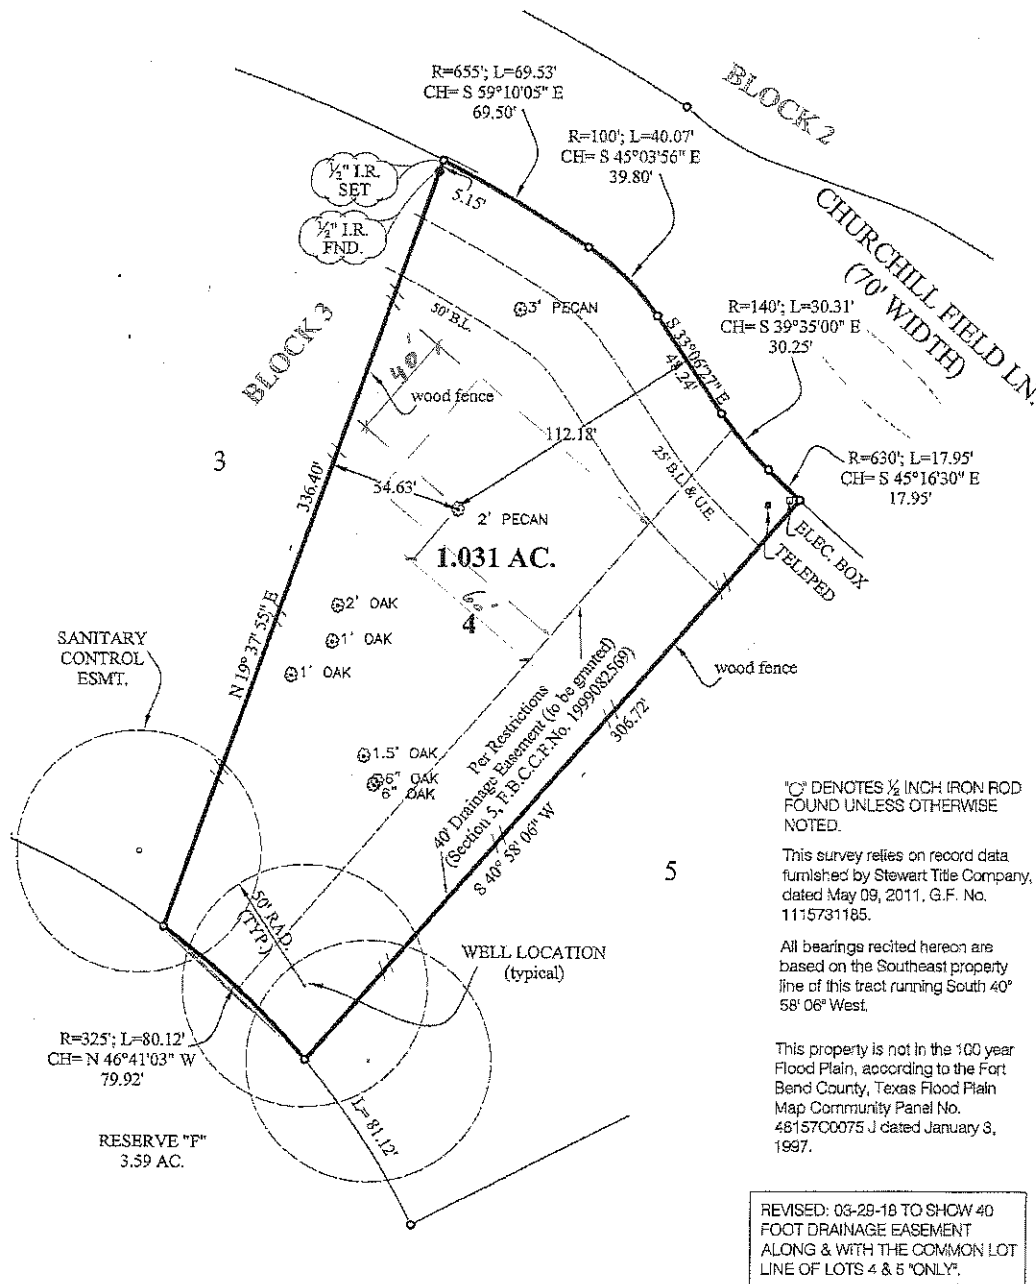 R=655'; L=69.53'
CH= S 59°10'05" E
69.50'
BLOCK 2
R=100'; L=40.07'
CH= S 45°03'56" E
39.80'
½" I.R.
SET
5.15'
½" I.R.
FND.
CHURCHILL FIELD LN.
(70' WIDTH)
R=140'; L=30.31'
CH= S 39°35'00" E
30.25'
50' B.L.
3' PECAN
S 33°06'27" E
48.24'
BLOCK 3
40'
wood fence
112.18'
3
336.40'
54.63'
25' B.L. & U.E.
R=630'; L=17.95'
CH= S 45°16'30" E
17.95'
2' PECAN
ELEC. BOX
TELEPED
1.031 AC.
60'
4
2' OAK
1' OAK
1' OAK
N 19° 37' 55" E
SANITARY
CONTROL
ESMT.
wood fence
306.72'
1.5' OAK
6" OAK
6" OAK
Per Restrictions
40' Drainage Easement (to be granted)
(Section 5, F.B.C.C.F.No. 1999082569)
S 40° 58' 06" W
5
50' RAD.
(TYP.)
WELL LOCATION
(typical)
R=325'; L=80.12'
CH= N 46°41'03" W
79.92'
L= 81.12'
RESERVE "F"
3.59 AC.
"O" DENOTES ½ INCH IRON ROD
FOUND UNLESS OTHERWISE
NOTED.
This survey relies on record data
furnished by Stewart Title Company,
dated May 09, 2011, G.F. No.
1115731185.
All bearings recited hereon are
based on the Southeast property
line of this tract running South 40°
58' 06" West.
This property is not in the 100 year
Flood Plain, according to the Fort
Bend County, Texas Flood Plain
Map Community Panel No.
48157C0075 J dated January 3,
1997.
REVISED: 03-29-18 TO SHOW 40
FOOT DRAINAGE EASEMENT
ALONG & WITH THE COMMON LOT
LINE OF LOTS 4 & 5 "ONLY".